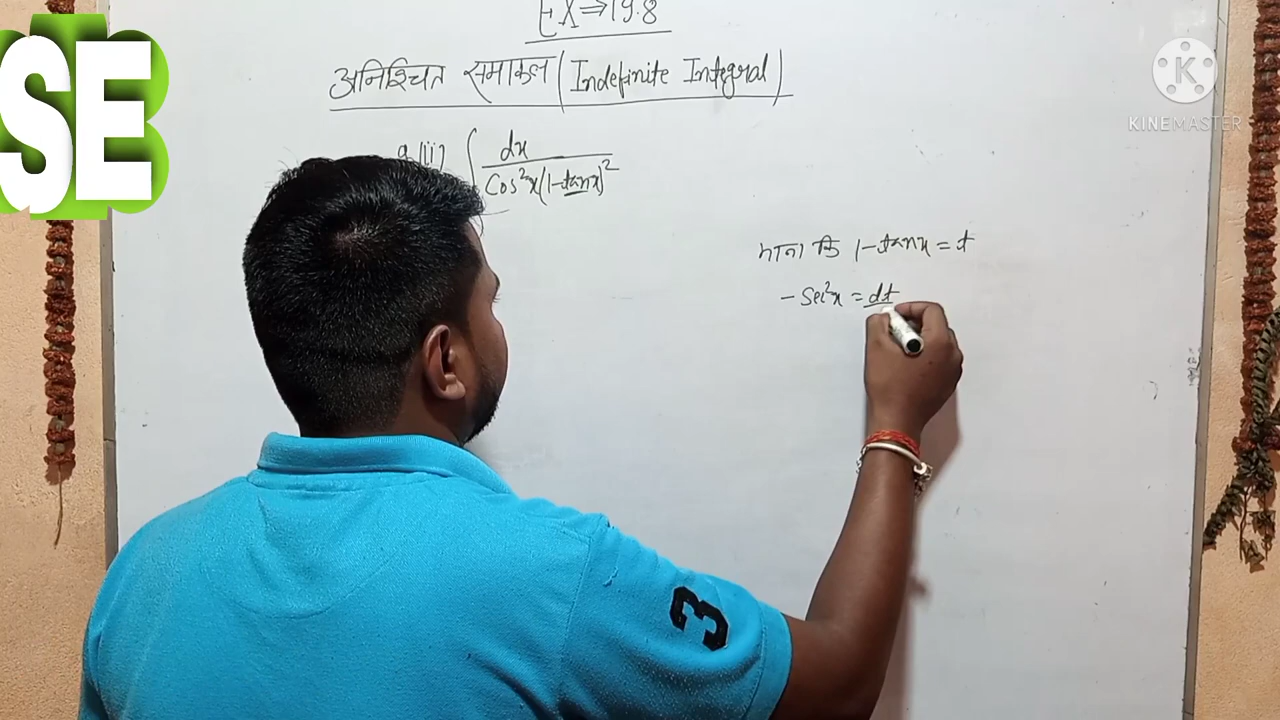 SE
EX⇒19.8
अनिश्चित समाकल (Indefinite Integral)
∫ dx / Cos²x(1-tanx)²
माना कि 1-tanx = t
-Sec²x = dt
KINEMASTER
3